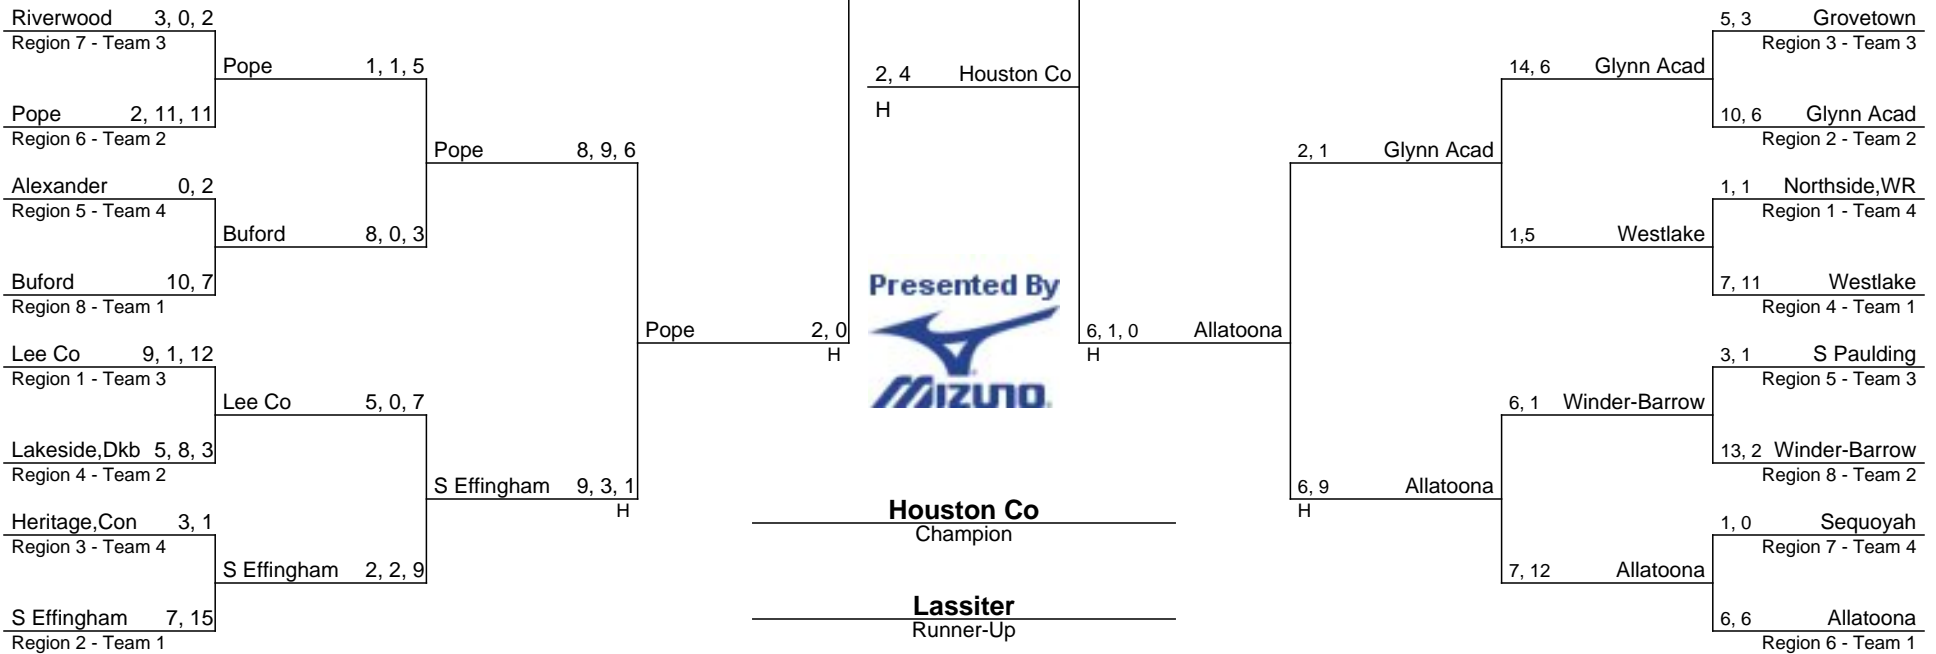 Riverwood 3, 0, 2
Region 7 - Team 3
Pope 1, 1, 5
Pope 2, 11, 11
Region 6 - Team 2
Pope 8, 9, 6
Alexander 0, 2
Region 5 - Team 4
Buford 8, 0, 3
Buford 10, 7
Region 8 - Team 1
Pope 2, 0
H
Lee Co 9, 1, 12
Region 1 - Team 3
Lee Co 5, 0, 7
Lakeside,Dkb 5, 8, 3
Region 4 - Team 2
S Effingham 9, 3, 1
H
Heritage,Con 3, 1
Region 3 - Team 4
S Effingham 2, 2, 9
S Effingham 7, 15
Region 2 - Team 1
2, 4 Houston Co
H
Presented By
MIZUNO.
Houston Co
Champion
Lassiter
Runner-Up
5, 3 Grovetown
Region 3 - Team 3
14, 6 Glynn Acad
10, 6 Glynn Acad
Region 2 - Team 2
2, 1 Glynn Acad
1, 1 Northside,WR
Region 1 - Team 4
1,5 Westlake
7, 11 Westlake
Region 4 - Team 1
6, 1, 0 Allatoona
H
3, 1 S Paulding
Region 5 - Team 3
6, 1 Winder-Barrow
13, 2 Winder-Barrow
Region 8 - Team 2
6, 9 Allatoona
H
1, 0 Sequoyah
Region 7 - Team 4
7, 12 Allatoona
6, 6 Allatoona
Region 6 - Team 1